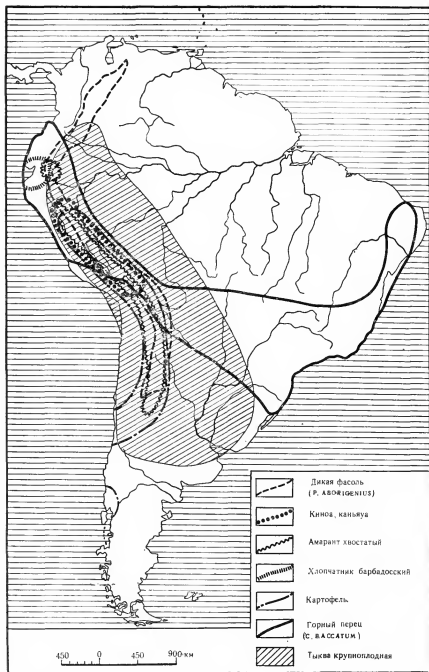 Дикая фасоль
(P. ABORIGENIUS)
Киноа, каньяуа
Амарант хвостатый
Хлопчатник барбадосский
Картофель.
Горный перец
(C. BACCATUM)
Тыква крупноплодная
450 0 450 900 км